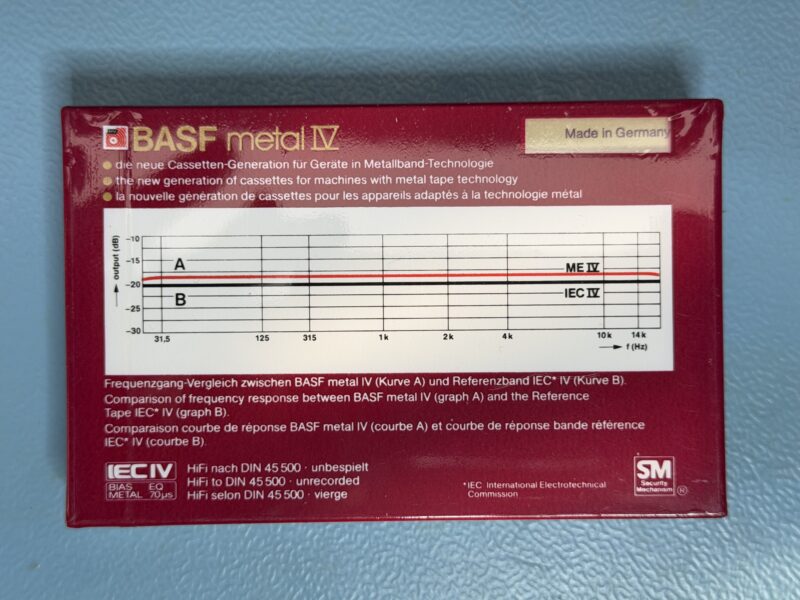 BASF metal IV
Made in Germany
die neue Cassetten-Generation für Geräte in Metallband-Technologie
the new generation of cassettes for machines with metal tape technology
la nouvelle génération de cassettes pour les appareils adaptés à la technologie métal
output (dB)
-10
-15
-20
-25
-30
A
B
ME IV
IEC IV
31,5 125 315 1k 2k 4k 10k 14k
f (Hz)
Frequenzgang-Vergleich zwischen BASF metal IV (Kurve A) und Referenzband IEC* IV (Kurve B).
Comparison of frequency response between BASF metal IV (graph A) and the Reference
Tape IEC* IV (graph B).
Comparaison courbe de réponse BASF metal IV (courbe A) et courbe de réponse bande référence
IEC* IV (courbe B).
IEC IV
BIAS EQ
METAL 70µs
HiFi nach DIN 45 500 · unbespielt
HiFi to DIN 45 500 · unrecorded
HiFi selon DIN 45 500 · vierge
*IEC International Electrotechnical
Commission
SM
Security
Mechanism
®